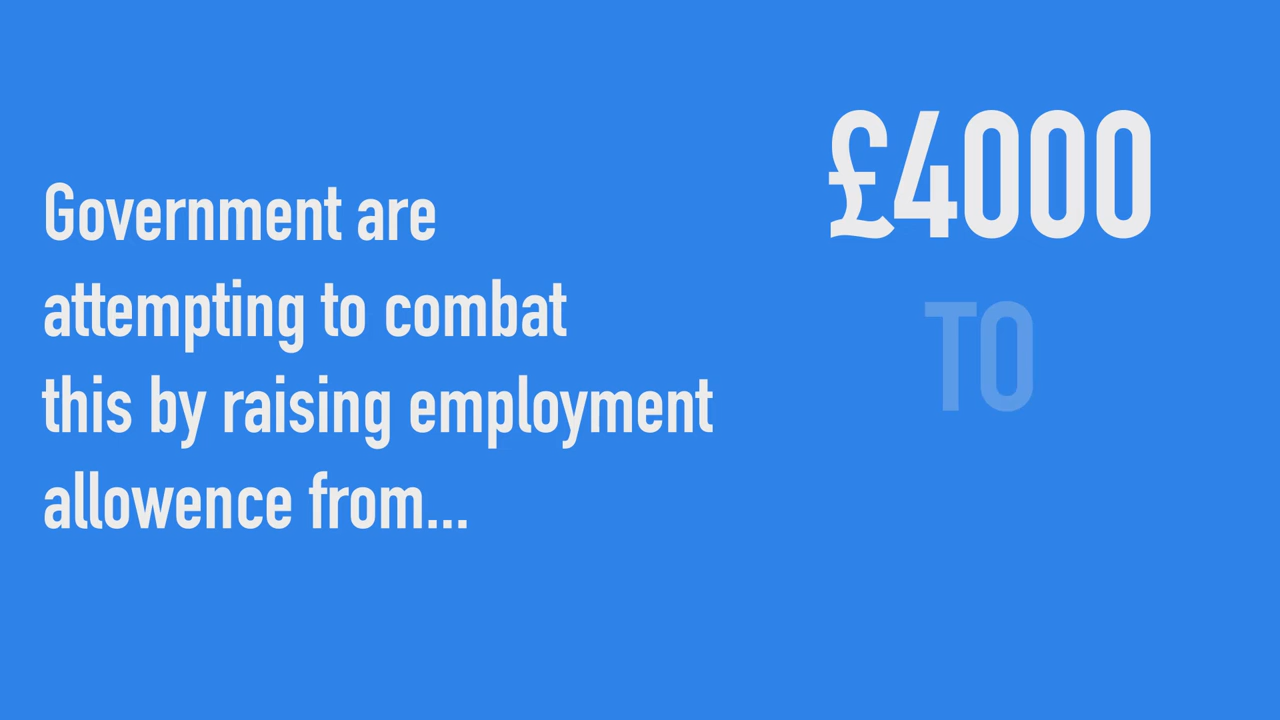 Government are
attempting to combat
this by raising employment
allowence from...
£4000
TO